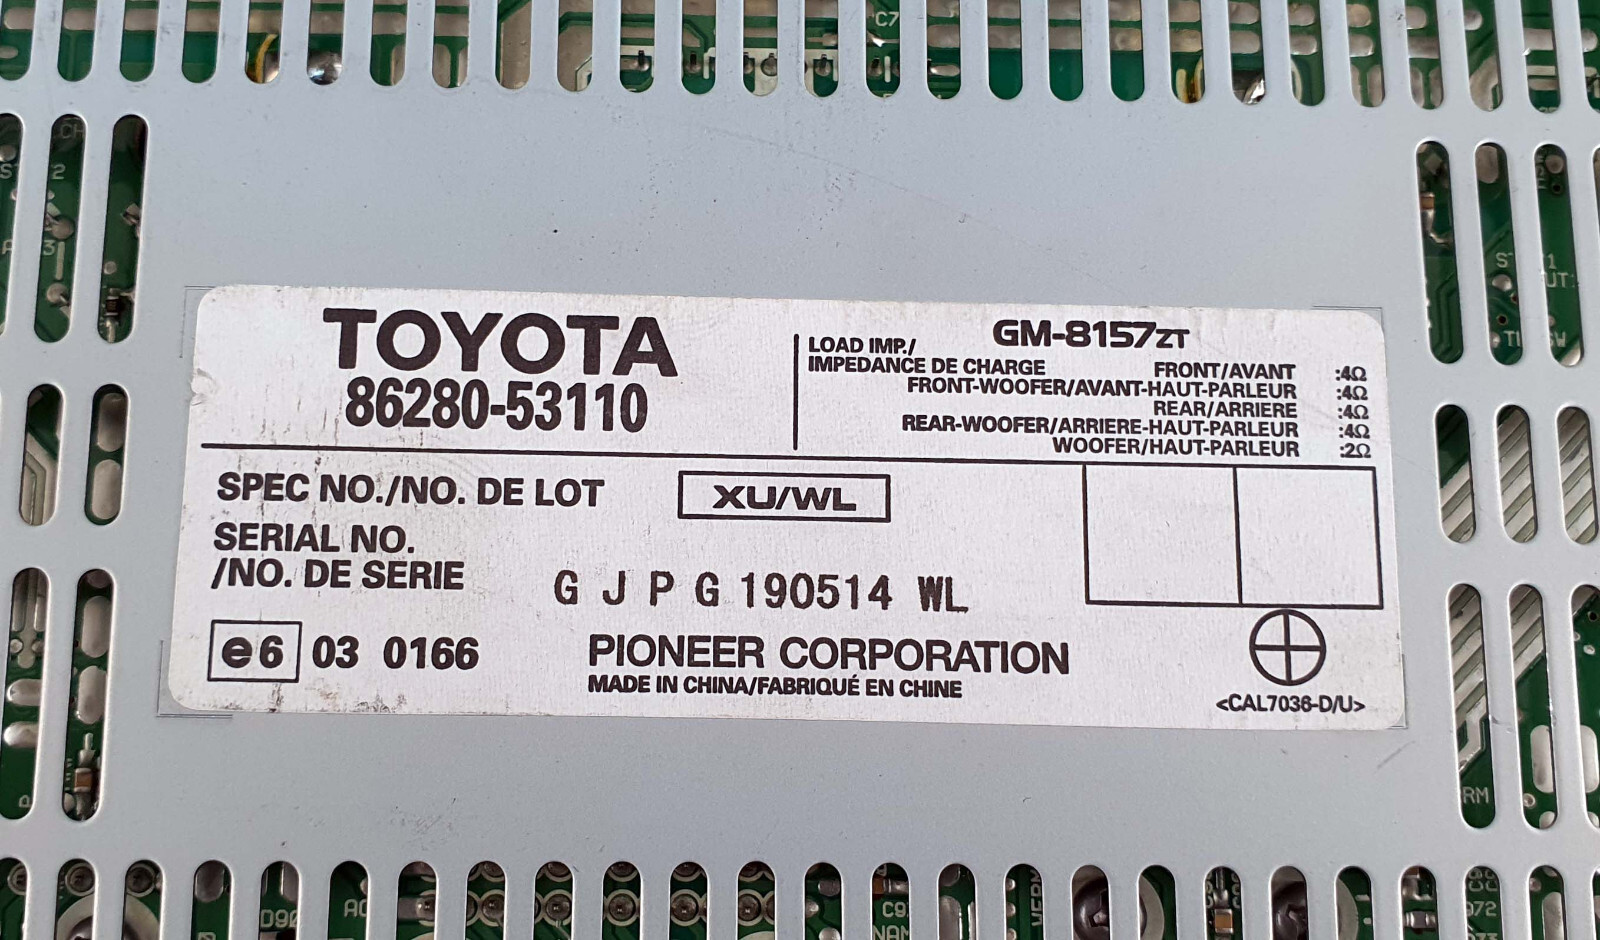 TOYOTA
86280-53110
GM-8157ZT
LOAD IMP./
IMPEDANCE DE CHARGE
FRONT/AVANT :4Ω
FRONT-WOOFER/AVANT-HAUT-PARLEUR :4Ω
REAR/ARRIERE :4Ω
REAR-WOOFER/ARRIERE-HAUT-PARLEUR :4Ω
WOOFER/HAUT-PARLEUR :2Ω
SPEC NO./NO. DE LOT XU/WL
SERIAL NO.
/NO. DE SERIE G J P G 190514 WL
e6 03 0166
PIONEER CORPORATION
MADE IN CHINA/FABRIQUÉ EN CHINE
<CAL7036-D/U>